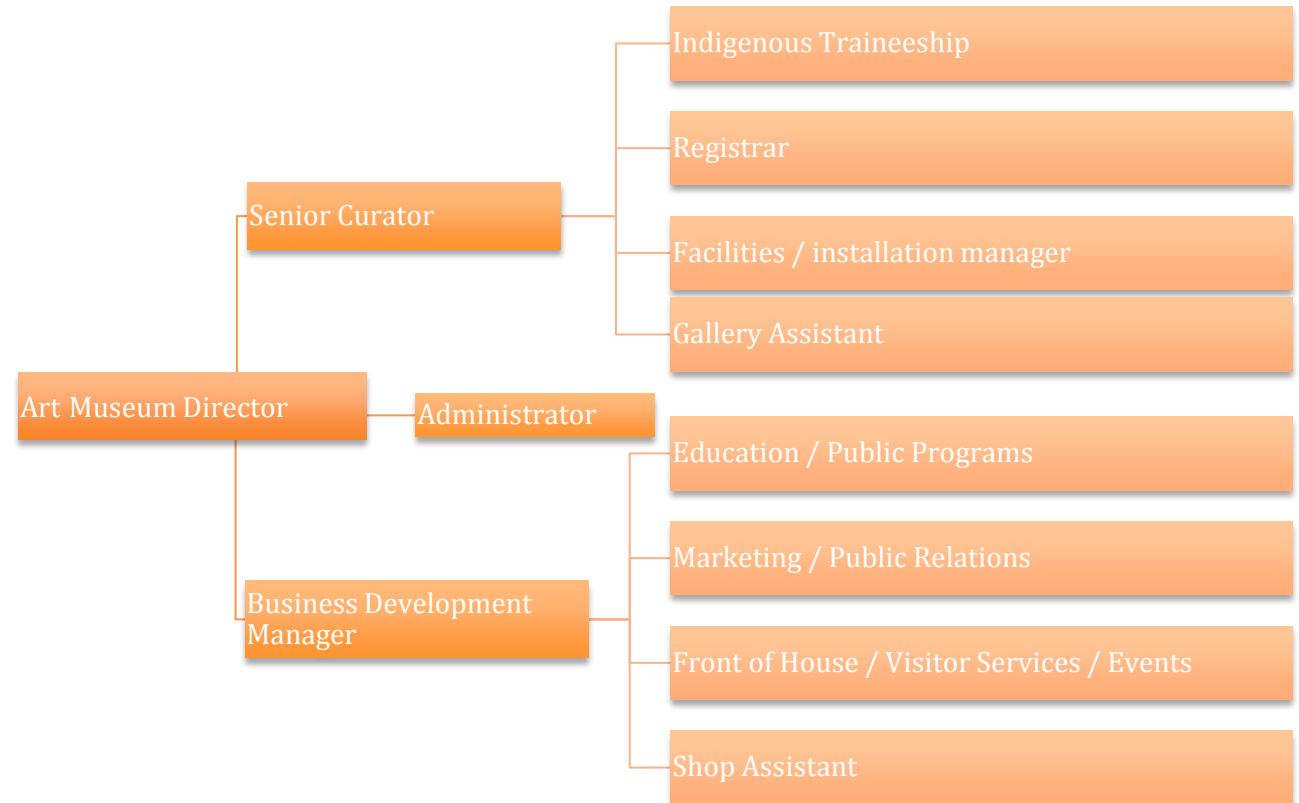 Indigenous Traineeship
Registrar
Senior Curator
Facilities / installation manager
Gallery Assistant
Art Museum Director
Administrator
Education / Public Programs
Marketing / Public Relations
Business Development
Manager
Front of House / Visitor Services / Events
Shop Assistant